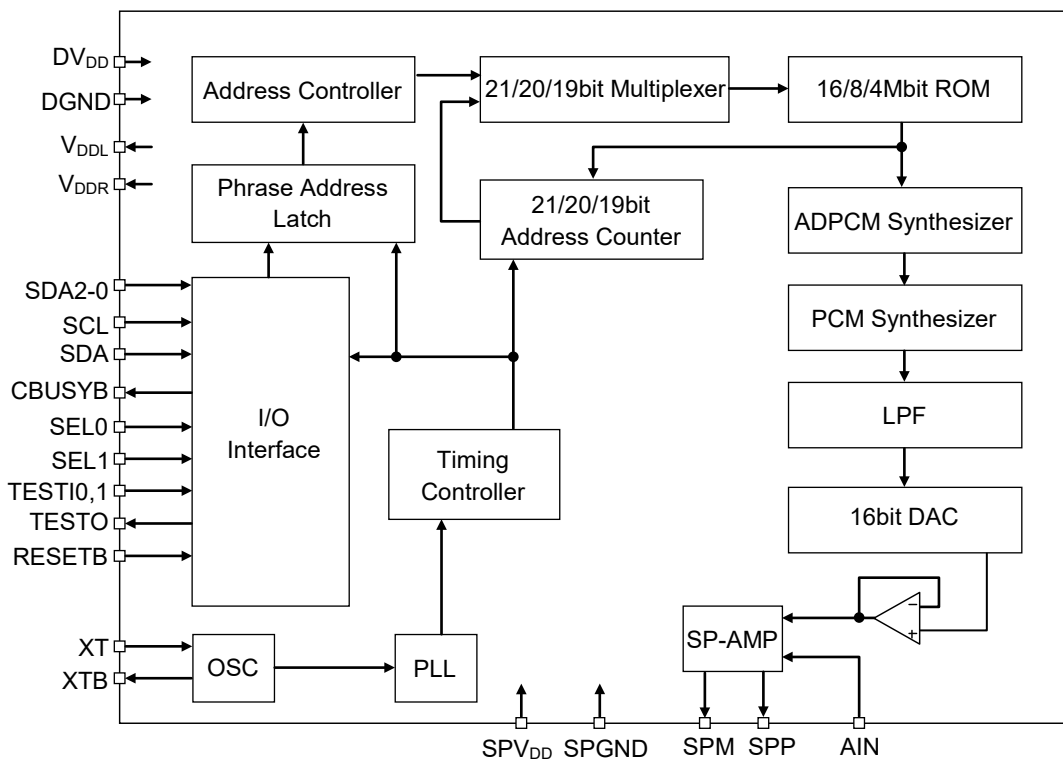 DVDD
DGND
VDDL
VDDR
SDA2-0
SCL
SDA
CBUSYB
SEL0
SEL1
TESTI0,1
TESTO
RESETB
XT
XTB
Address Controller
Phrase Address
Latch
I/O
Interface
OSC
PLL
Timing
Controller
21/20/19bit Multiplexer
21/20/19bit
Address Counter
16/8/4Mbit ROM
ADPCM Synthesizer
PCM Synthesizer
LPF
16bit DAC
−
+
SP-AMP
SPVDD
SPGND
SPM
SPP
AIN